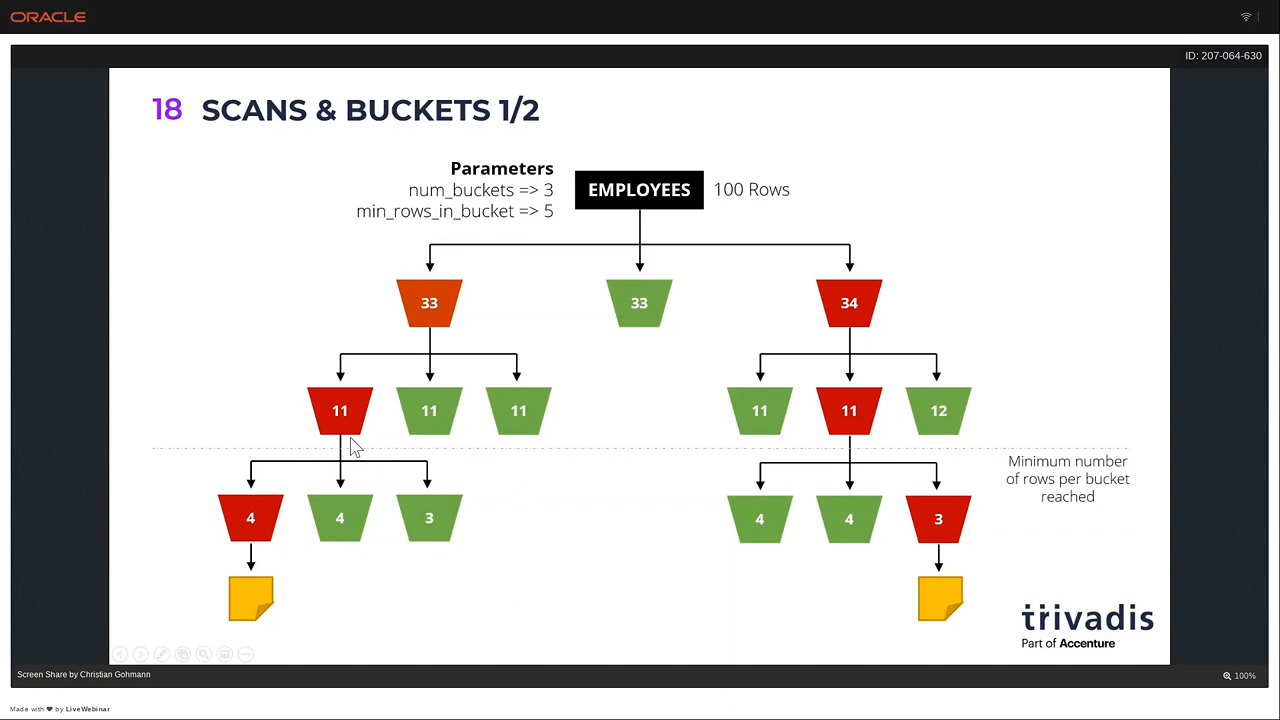 ORACLE
ID: 207-064-630
18 SCANS & BUCKETS 1/2
Parameters
num_buckets => 3
min_rows_in_bucket => 5
EMPLOYEES
100 Rows
33
33
34
11
11
11
11
11
12
Minimum number
of rows per bucket
reached
4
4
3
4
4
3
trivadis
Part of Accenture
Screen Share by Christian Gohmann
100%
Made with ❤ by LiveWebinar